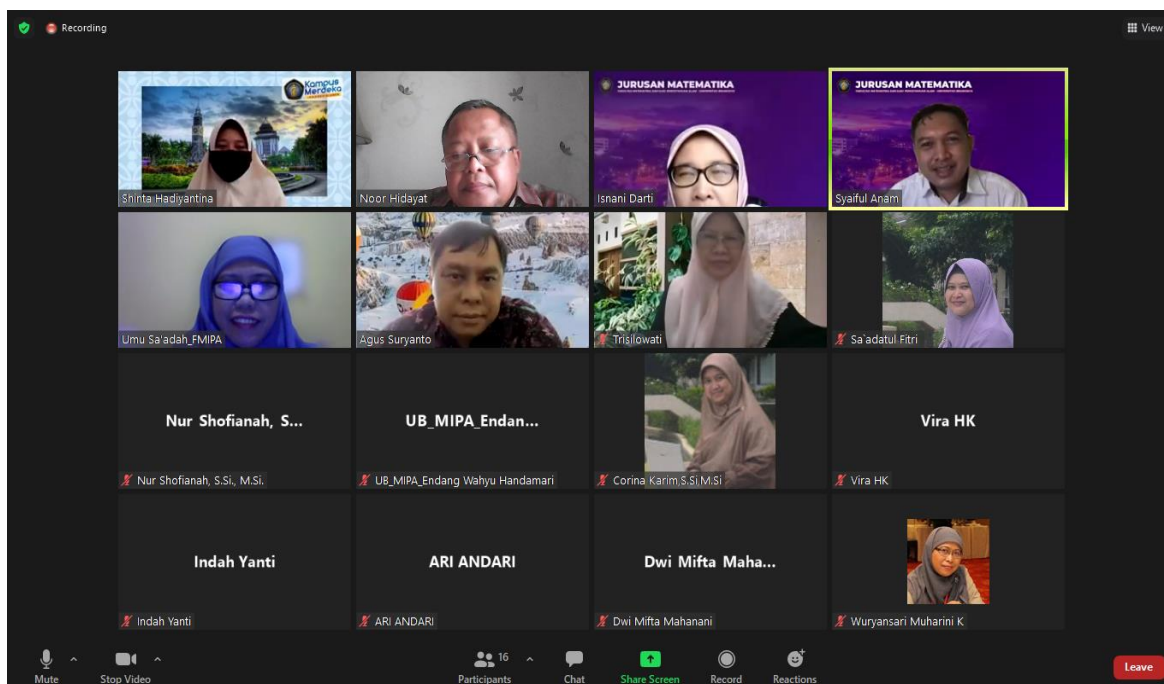 Recording
View
Kampus
Merdeka
Shinta Hadiyantina
Noor Hidayat
JURUSAN MATEMATIKA
Isnani Darti
JURUSAN MATEMATIKA
Syaiful Anam
Umu Sa'adah_FMIPA
Agus Suryanto
Trisilowati
Sa`adatul Fitri
Nur Shofianah, S...
Nur Shofianah, S.Si., M.Si.
UB_MIPA_Endan...
UB_MIPA_Endang Wahyu Handamari
Corina Karim,S.Si,M.Si
Vira HK
Vira HK
Indah Yanti
Indah Yanti
ARI ANDARI
ARI ANDARI
Dwi Mifta Maha...
Dwi Mifta Mahanani
Wuryansari Muharini K
Mute
Stop Video
16
Participants
Chat
Share Screen
Record
Reactions
Leave